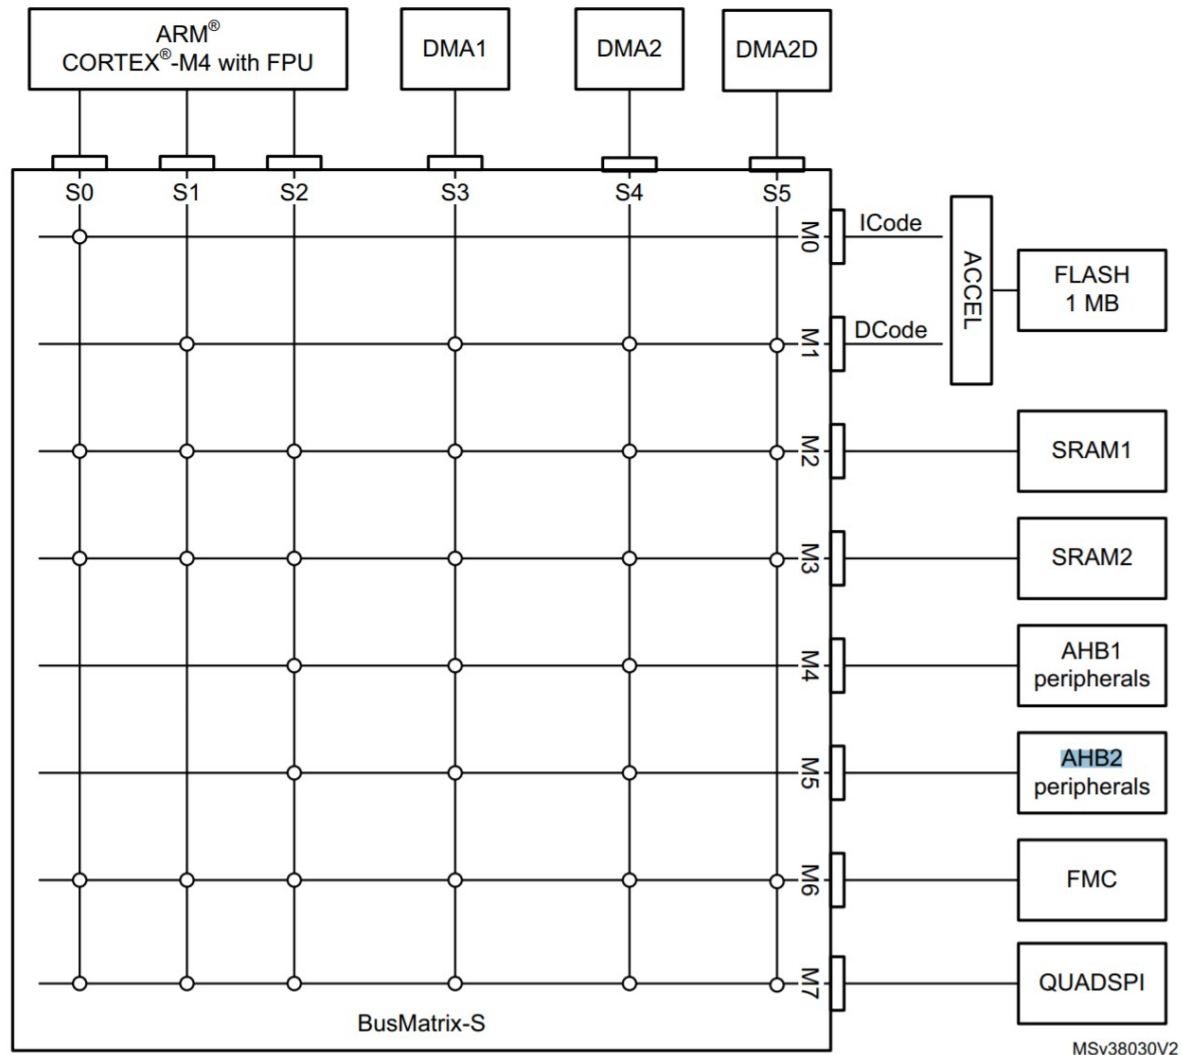 ARM®
CORTEX®-M4 with FPU
DMA1
DMA2
DMA2D
S0
S1
S2
S3
S4
S5
M0
ICode
ACCEL
FLASH
1 MB
M1
DCode
M2
SRAM1
M3
SRAM2
M4
AHB1
peripherals
M5
AHB2
peripherals
M6
FMC
M7
QUADSPI
BusMatrix-S
MSv38030V2